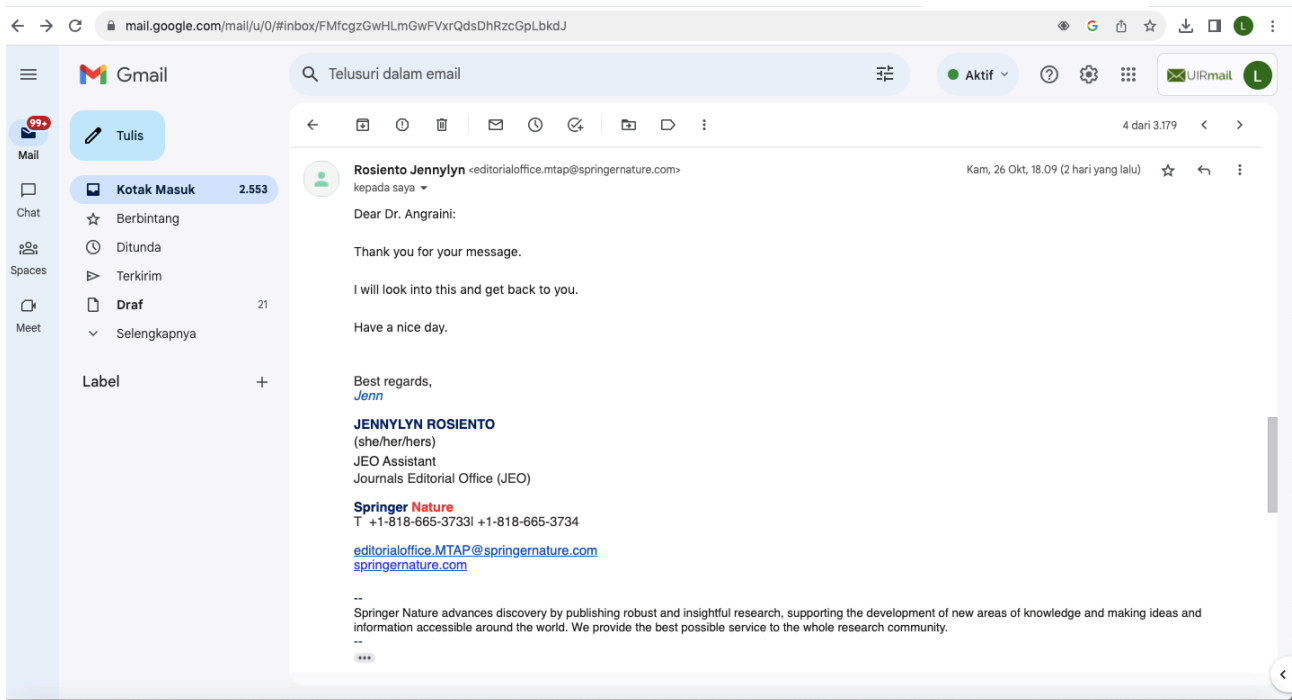 mail.google.com/mail/u/0/#inbox/FMfcgzGwHLmGwFVxrQdsDhRzcGpLbkdJ
G
L
Gmail
Telusuri dalam email
Aktif
UIRmail
L
99+
Mail
Chat
Spaces
Meet
Tulis
Kotak Masuk 2.553
Berbintang
Ditunda
Terkirim
Draf 21
Selengkapnya
Label
4 dari 3.179
Rosiento Jennylyn <editorialoffice.mtap@springernature.com>
Kam, 26 Okt, 18.09 (2 hari yang lalu)
kepada saya
Dear Dr. Angraini:
Thank you for your message.
I will look into this and get back to you.
Have a nice day.
Best regards,
Jenn
JENNYLYN ROSIENTO
(she/her/hers)
JEO Assistant
Journals Editorial Office (JEO)
Springer Nature
T +1-818-665-3733l +1-818-665-3734
editorialoffice.MTAP@springernature.com
springernature.com
--
Springer Nature advances discovery by publishing robust and insightful research, supporting the development of new areas of knowledge and making ideas and
information accessible around the world. We provide the best possible service to the whole research community.
--